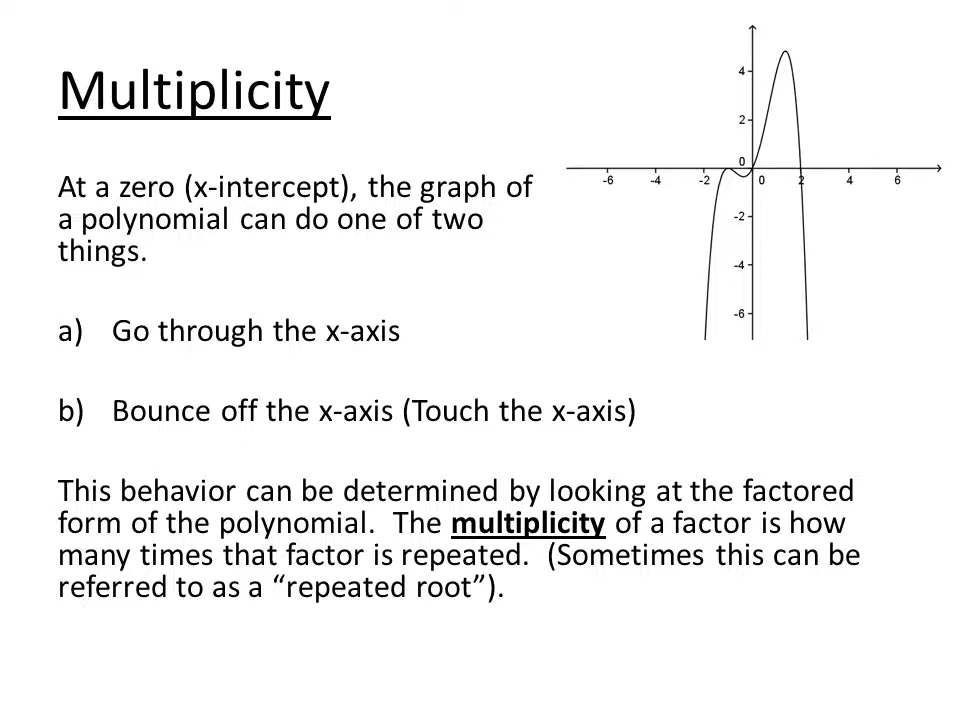 Multiplicity
At a zero (x-intercept), the graph of
a polynomial can do one of two
things.
a) Go through the x-axis
b) Bounce off the x-axis (Touch the x-axis)
This behavior can be determined by looking at the factored
form of the polynomial.  The multiplicity of a factor is how
many times that factor is repeated.  (Sometimes this can be
referred to as a “repeated root”).
4
2
0
-6 -4 -2 0 2 4 6
-2
-4
-6